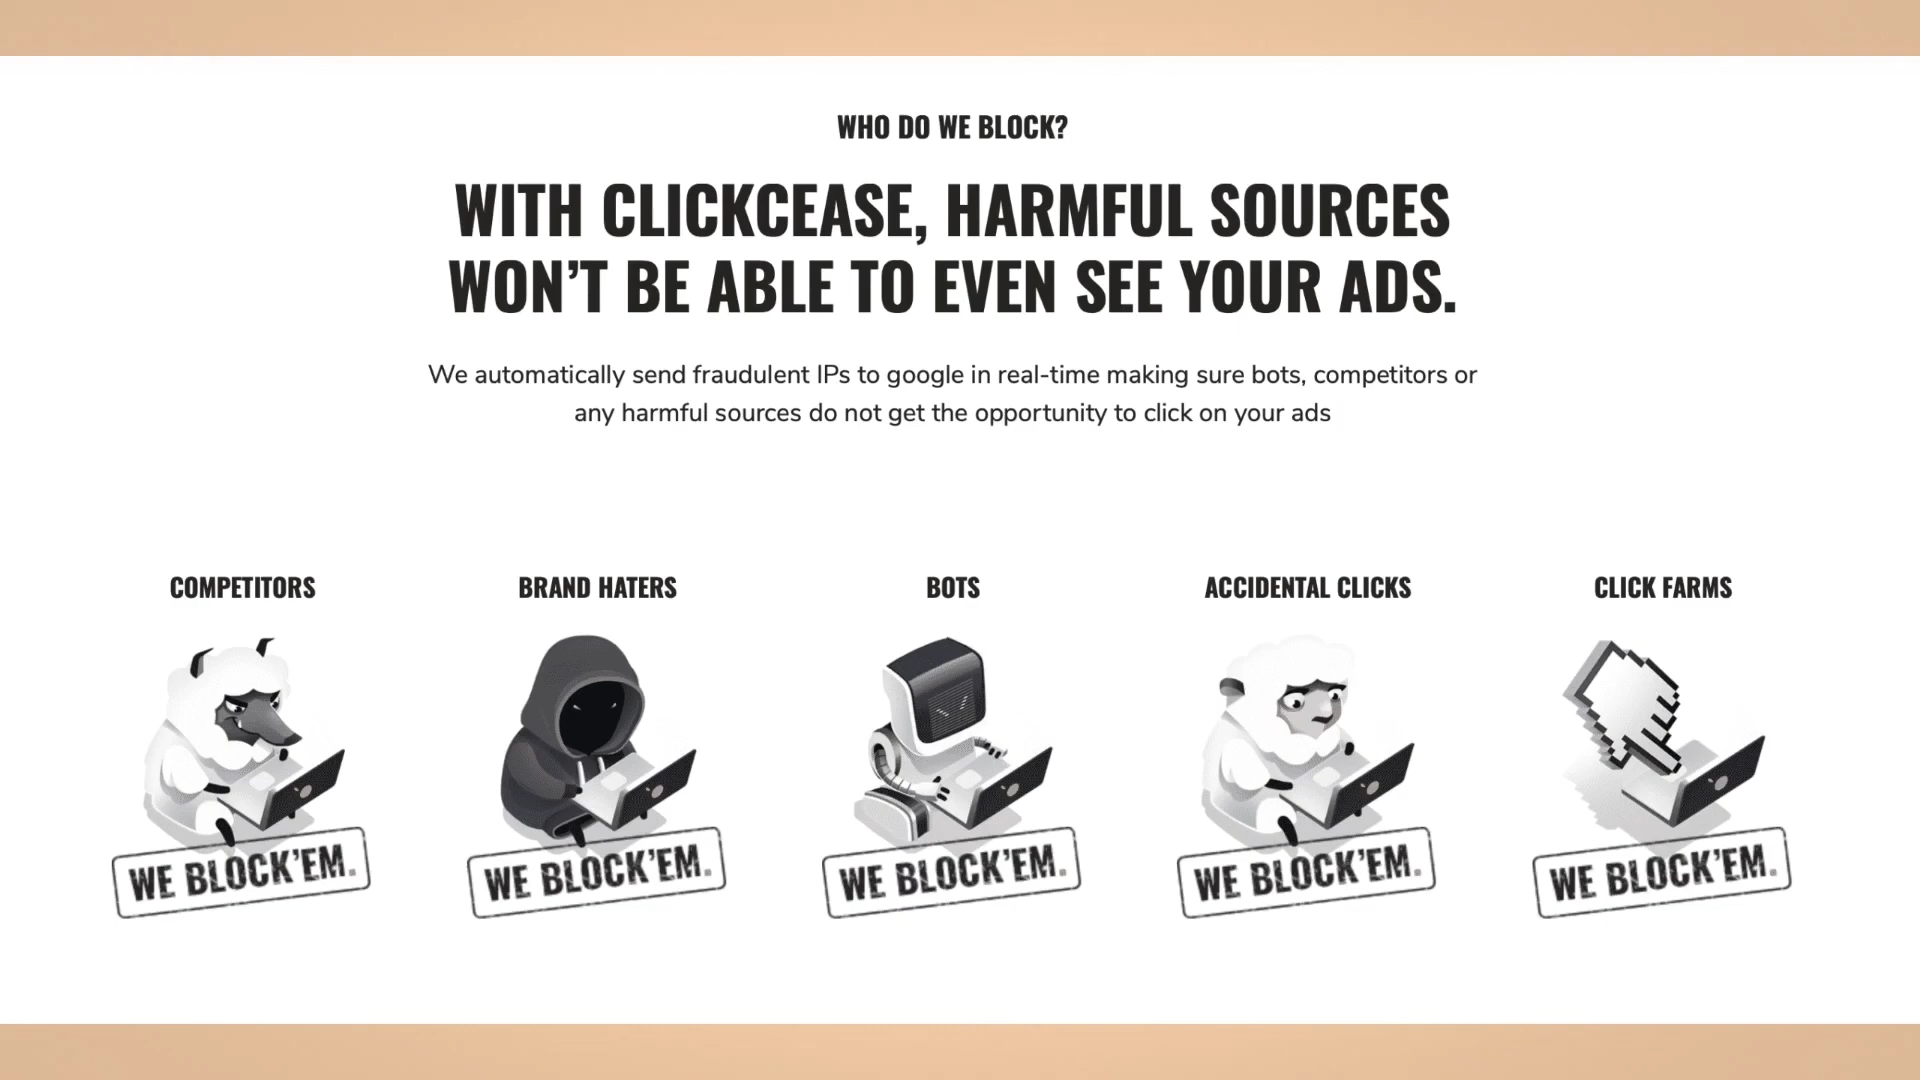 WHO DO WE BLOCK?
WITH CLICKCEASE, HARMFUL SOURCES
WON'T BE ABLE TO EVEN SEE YOUR ADS.
We automatically send fraudulent IPs to google in real-time making sure bots, competitors or
any harmful sources do not get the opportunity to click on your ads
COMPETITORS
BRAND HATERS
BOTS
ACCIDENTAL CLICKS
CLICK FARMS
WE BLOCK'EM.
WE BLOCK'EM.
WE BLOCK'EM.
WE BLOCK'EM.
WE BLOCK'EM.